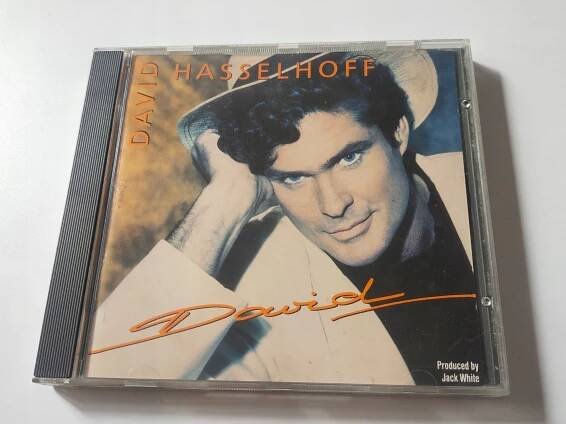 DAVID
HASSELHOFF
David
Produced by
Jack White